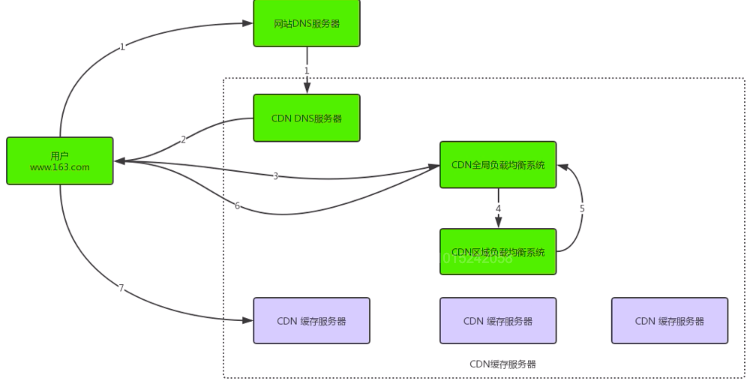 网站DNS服务器
1
1
CDN DNS服务器
2
用户
www.163.com
CDN全局负载均衡系统
3
6
4
5
CDN区域负载均衡系统
7
CDN 缓存服务器
CDN 缓存服务器
CDN 缓存服务器
CDN缓存服务器